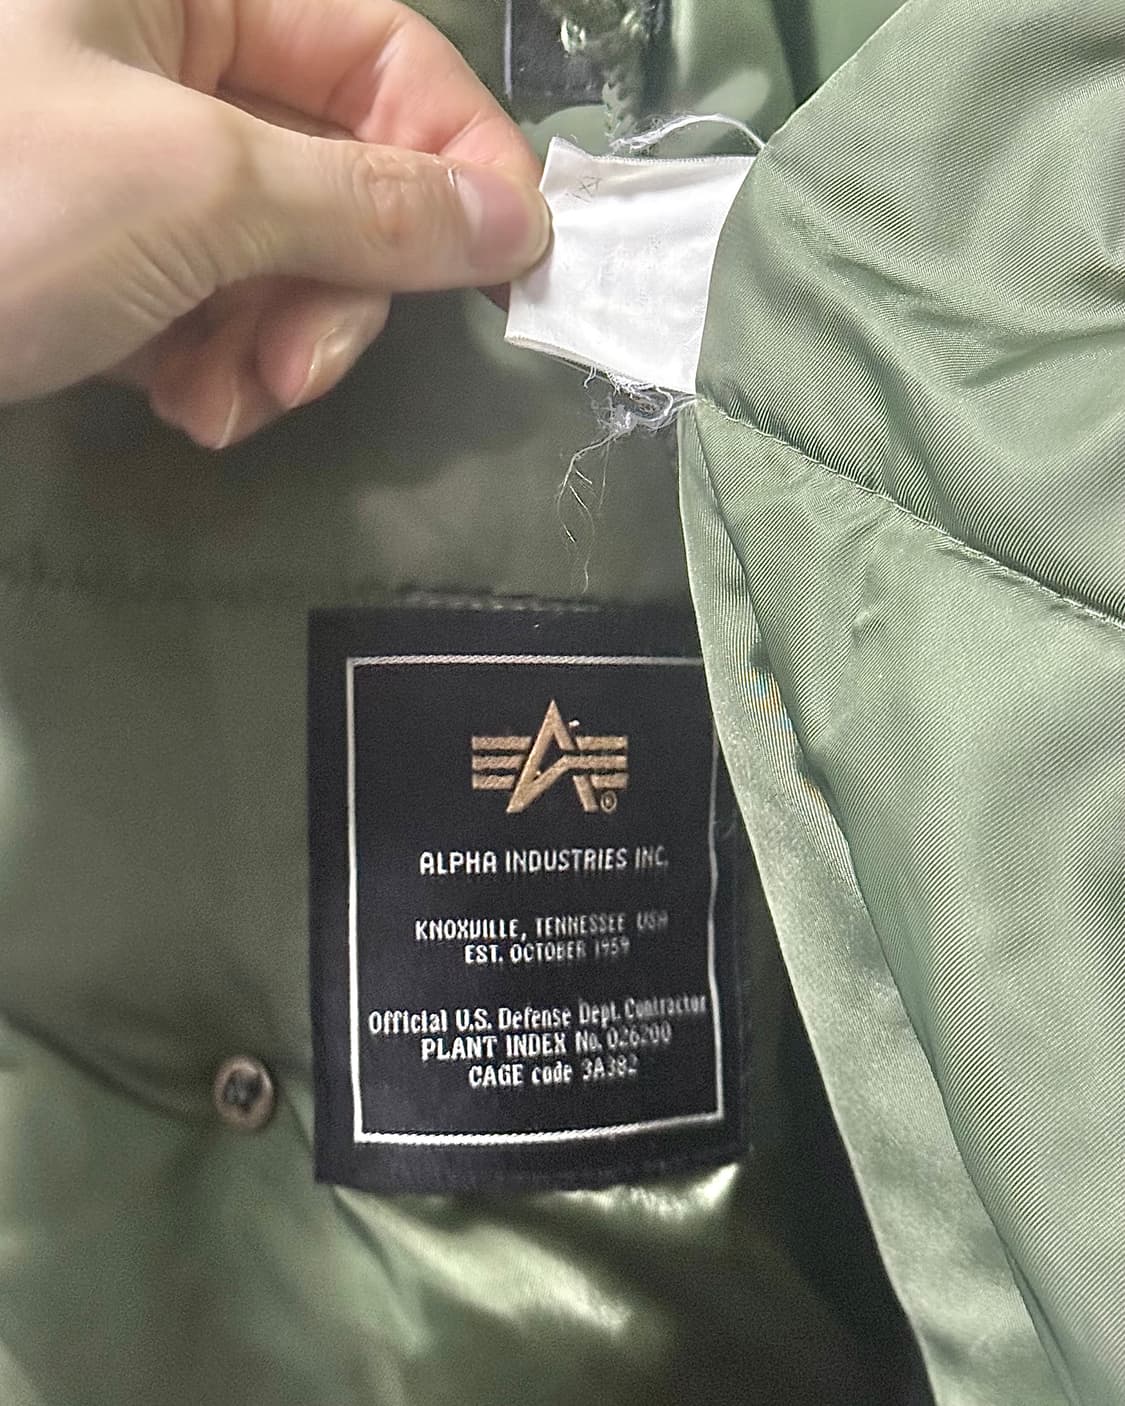 ALPHA INDUSTRIES INC.
KNOXVILLE, TENNESSEE USA
EST. OCTOBER 1959
Official U.S. Defense Dept. Contractor
PLANT INDEX No. 026200
CAGE code 3A382